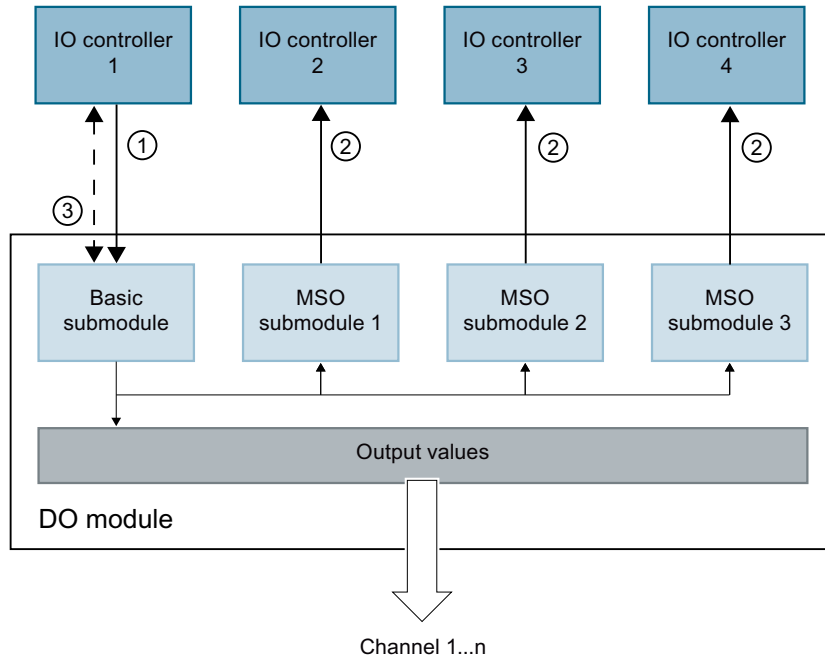 IO controller
1
IO controller
2
IO controller
3
IO controller
4
①
②
②
②
③
Basic
submodule
MSO
submodule 1
MSO
submodule 2
MSO
submodule 3
Output values
DO module
Channel 1...n